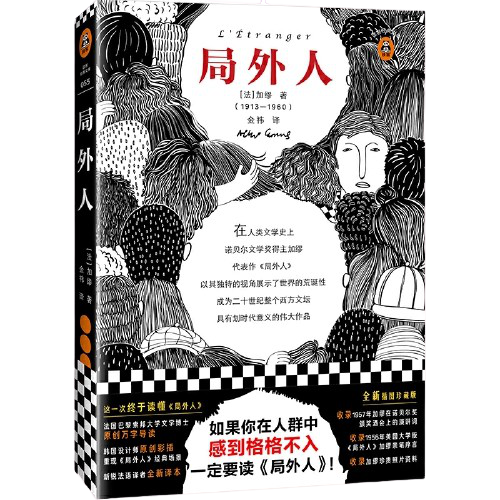 L'Étranger
局外人
[法]加缪 著
(1913—1960)
金祎 译
Albert Camus
在人类文学史上
诺贝尔文学奖得主加缪
代表作《局外人》
以其独特的视角展示了世界的荒诞性
成为二十世纪整个西方文坛
具有划时代意义的伟大作品
这一次终于读懂《局外人》
法国巴黎索邦大学文学博士
原创万字导读
韩国设计师原创彩插
重现《局外人》经典场景
新锐法语译者全新译本
如果你在人群中
感到格格不入
一定要读《局外人》!
全新插图珍藏版
收录1957年加缪在诺贝尔奖
颁奖酒会上的演讲词
收录1955年美国大学版
《局外人》加缪亲笔序言
收录加缪珍贵照片资料
055
局外人
[法]加缪 著
金祎 译